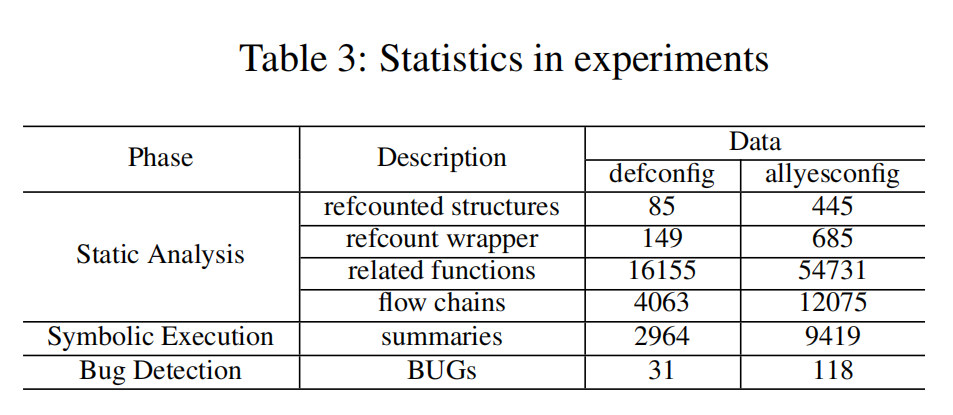 Table 3: Statistics in experiments
Phase Description Data
defconfig allyesconfig
Static Analysis refcounted structures 85 445
refcount wrapper 149 685
related functions 16155 54731
flow chains 4063 12075
Symbolic Execution summaries 2964 9419
Bug Detection BUGs 31 118